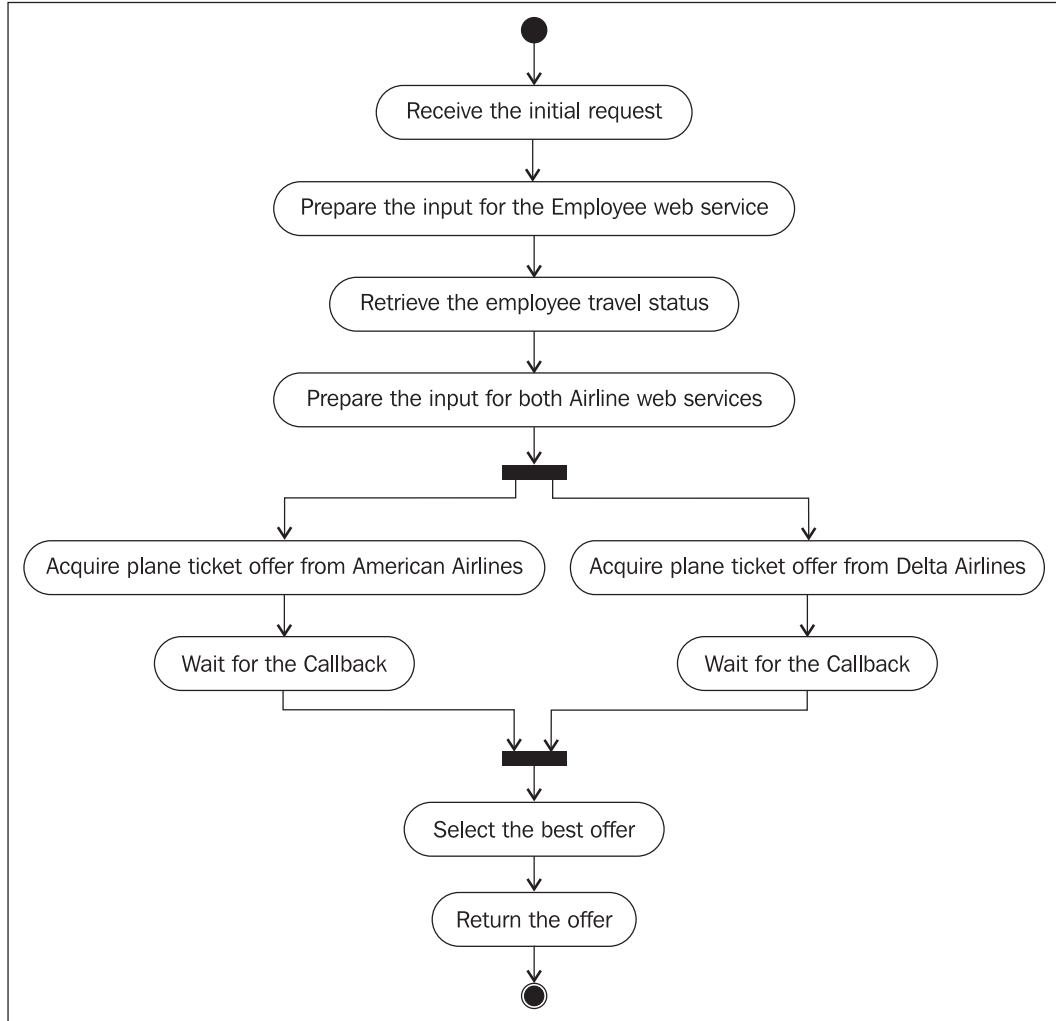 Receive the initial request
Prepare the input for the Employee web service
Retrieve the employee travel status
Prepare the input for both Airline web services
Acquire plane ticket offer from American Airlines
Acquire plane ticket offer from Delta Airlines
Wait for the Callback
Wait for the Callback
Select the best offer
Return the offer